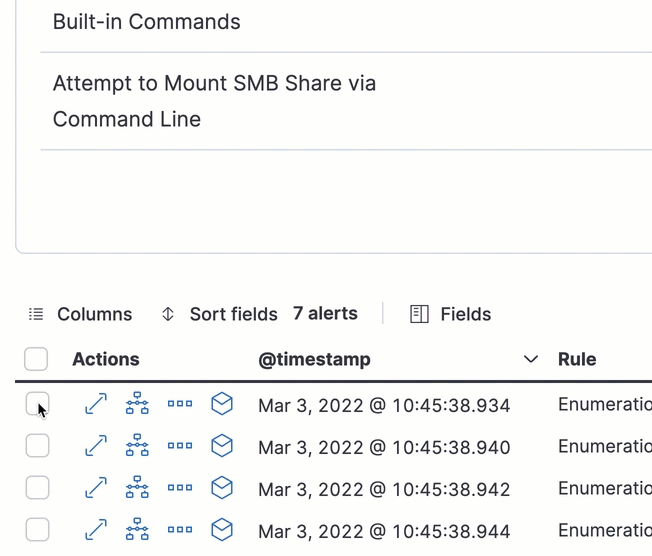 Built-in Commands
Attempt to Mount SMB Share via
Command Line
Columns Sort fields 7 alerts Fields
Actions @timestamp Rule
Mar 3, 2022 @ 10:45:38.934 Enumeratio
Mar 3, 2022 @ 10:45:38.940 Enumeratio
Mar 3, 2022 @ 10:45:38.942 Enumeratio
Mar 3, 2022 @ 10:45:38.944 Enumeratio